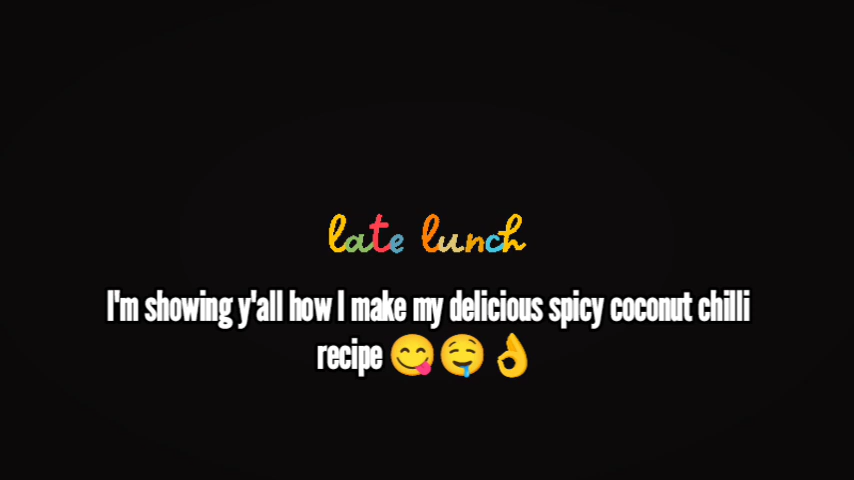 late lunch
I'm showing y'all how I make my delicious spicy coconut chilli
recipe 😋🤤👌